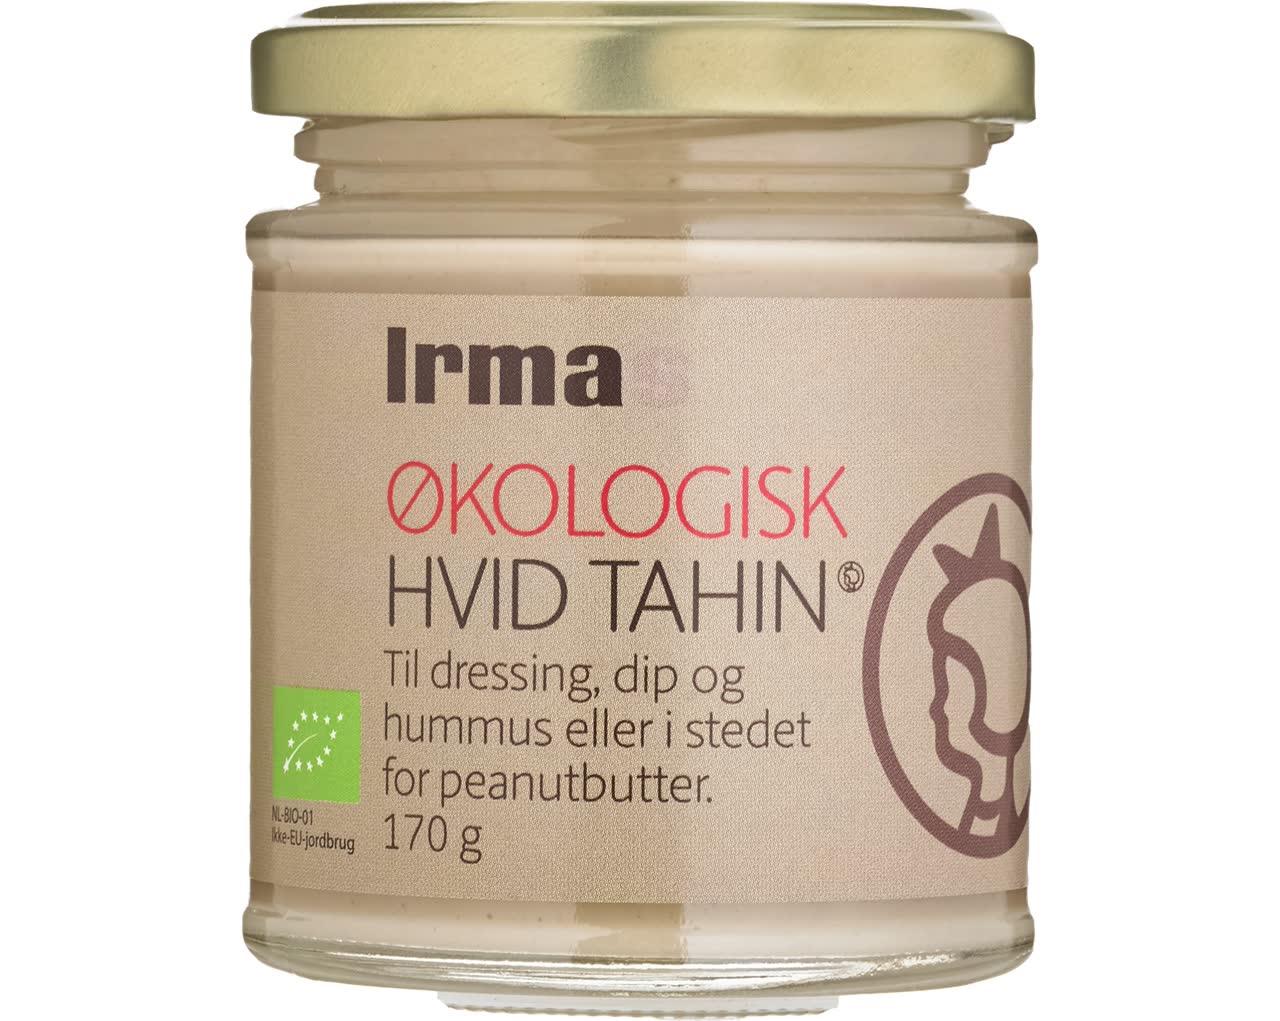 Irmas
ØKOLOGISK
HVID TAHIN®
Til dressing, dip og
hummus eller i stedet
for peanutbutter.
170 g
NL-BIO-01
Ikke-EU-jordbrug